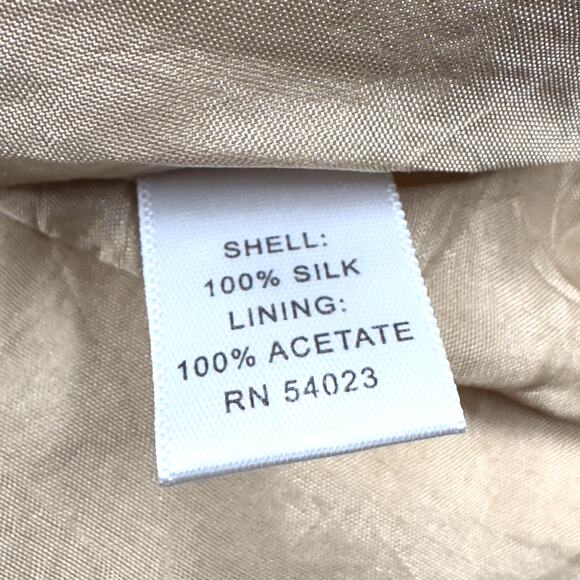 SHELL:
100% SILK
LINING:
100% ACETATE
RN 54023